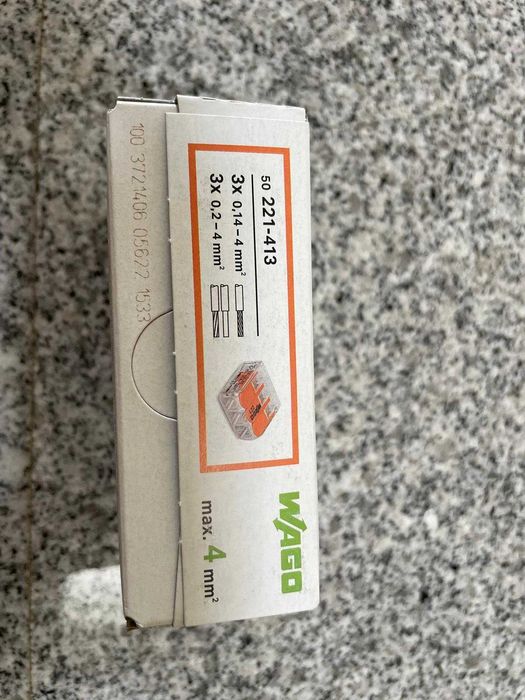 50 221-413
3x 0,14–4 mm²
3x 0,2–4 mm²
WAGO
max. 4 mm²
100 3721406 05622 1533